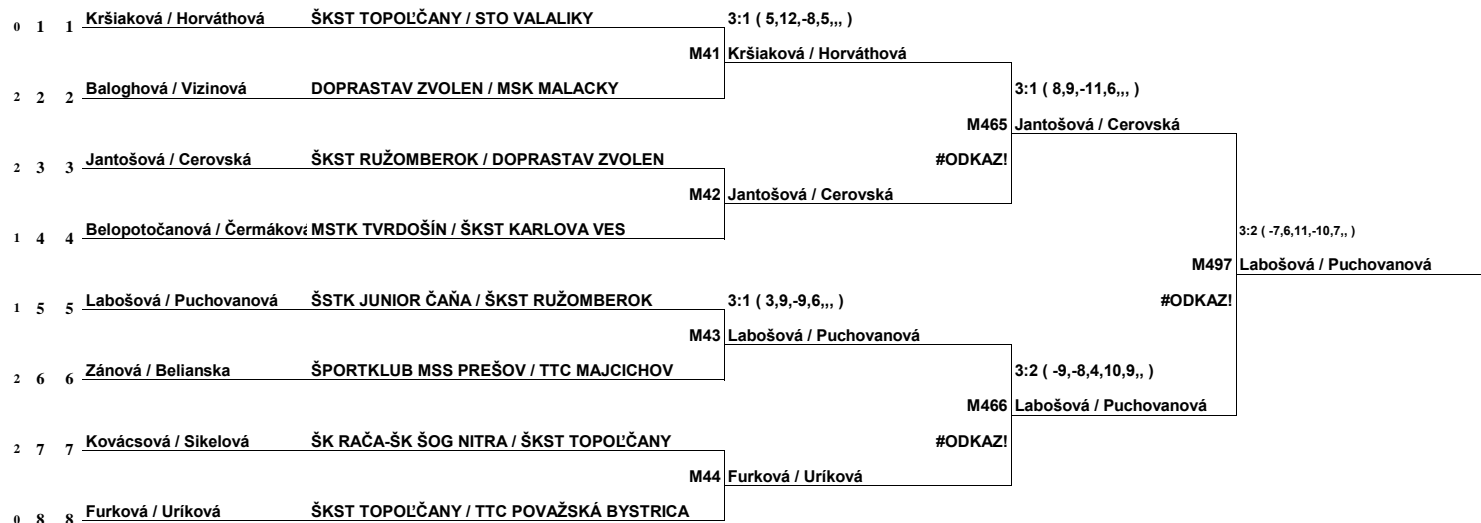 0 1 1 Kršiaková / Horváthová ŠKST TOPOĽČANY / STO VALALIKY 3:1 ( 5,12,-8,5,,, )
M41 Kršiaková / Horváthová
2 2 2 Baloghová / Vizinová DOPRASTAV ZVOLEN / MSK MALACKY 3:1 ( 8,9,-11,6,,, )
M465 Jantošová / Cerovská
2 3 3 Jantošová / Cerovská ŠKST RUŽOMBEROK / DOPRASTAV ZVOLEN #ODKAZ!
M42 Jantošová / Cerovská
1 4 4 Belopotočanová / Čermáková MSTK TVRDOŠÍN / ŠKST KARLOVA VES 3:2 ( -7,6,11,-10,7,, )
M497 Labošová / Puchovanová
1 5 5 Labošová / Puchovanová ŠSTK JUNIOR ČAŇA / ŠKST RUŽOMBEROK 3:1 ( 3,9,-9,6,,, ) #ODKAZ!
M43 Labošová / Puchovanová
2 6 6 Zánová / Belianska ŠPORTKLUB MSS PREŠOV / TTC MAJCICHOV 3:2 ( -9,-8,4,10,9,, )
M466 Labošová / Puchovanová
2 7 7 Kovácsová / Sikelová ŠK RAČA-ŠK ŠOG NITRA / ŠKST TOPOĽČANY #ODKAZ!
M44 Furková / Uríková
0 8 8 Furková / Uríková ŠKST TOPOĽČANY / TTC POVAŽSKÁ BYSTRICA